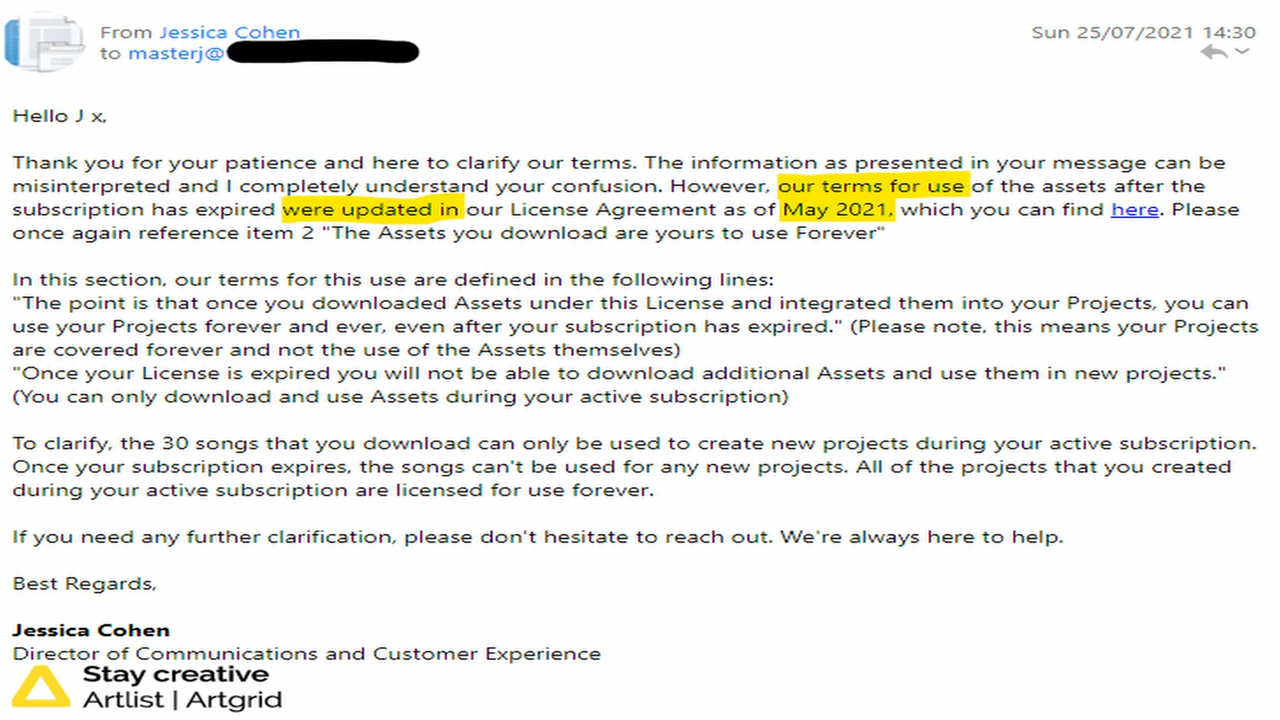 From Jessica Cohen
Sun 25/07/2021 14:30
to masterj@
Hello J x,
Thank you for your patience and here to clarify our terms. The information as presented in your message can be
misinterpreted and I completely understand your confusion. However, our terms for use of the assets after the
subscription has expired were updated in our License Agreement as of May 2021, which you can find here. Please
once again reference item 2 "The Assets you download are yours to use Forever"
In this section, our terms for this use are defined in the following lines:
"The point is that once you downloaded Assets under this License and integrated them into your Projects, you can
use your Projects forever and ever, even after your subscription has expired." (Please note, this means your Projects
are covered forever and not the use of the Assets themselves)
"Once your License is expired you will not be able to download additional Assets and use them in new projects."
(You can only download and use Assets during your active subscription)
To clarify, the 30 songs that you download can only be used to create new projects during your active subscription.
Once your subscription expires, the songs can't be used for any new projects. All of the projects that you created
during your active subscription are licensed for use forever.
If you need any further clarification, please don't hesitate to reach out. We're always here to help.
Best Regards,
Jessica Cohen
Director of Communications and Customer Experience
Stay creative
Artlist | Artgrid